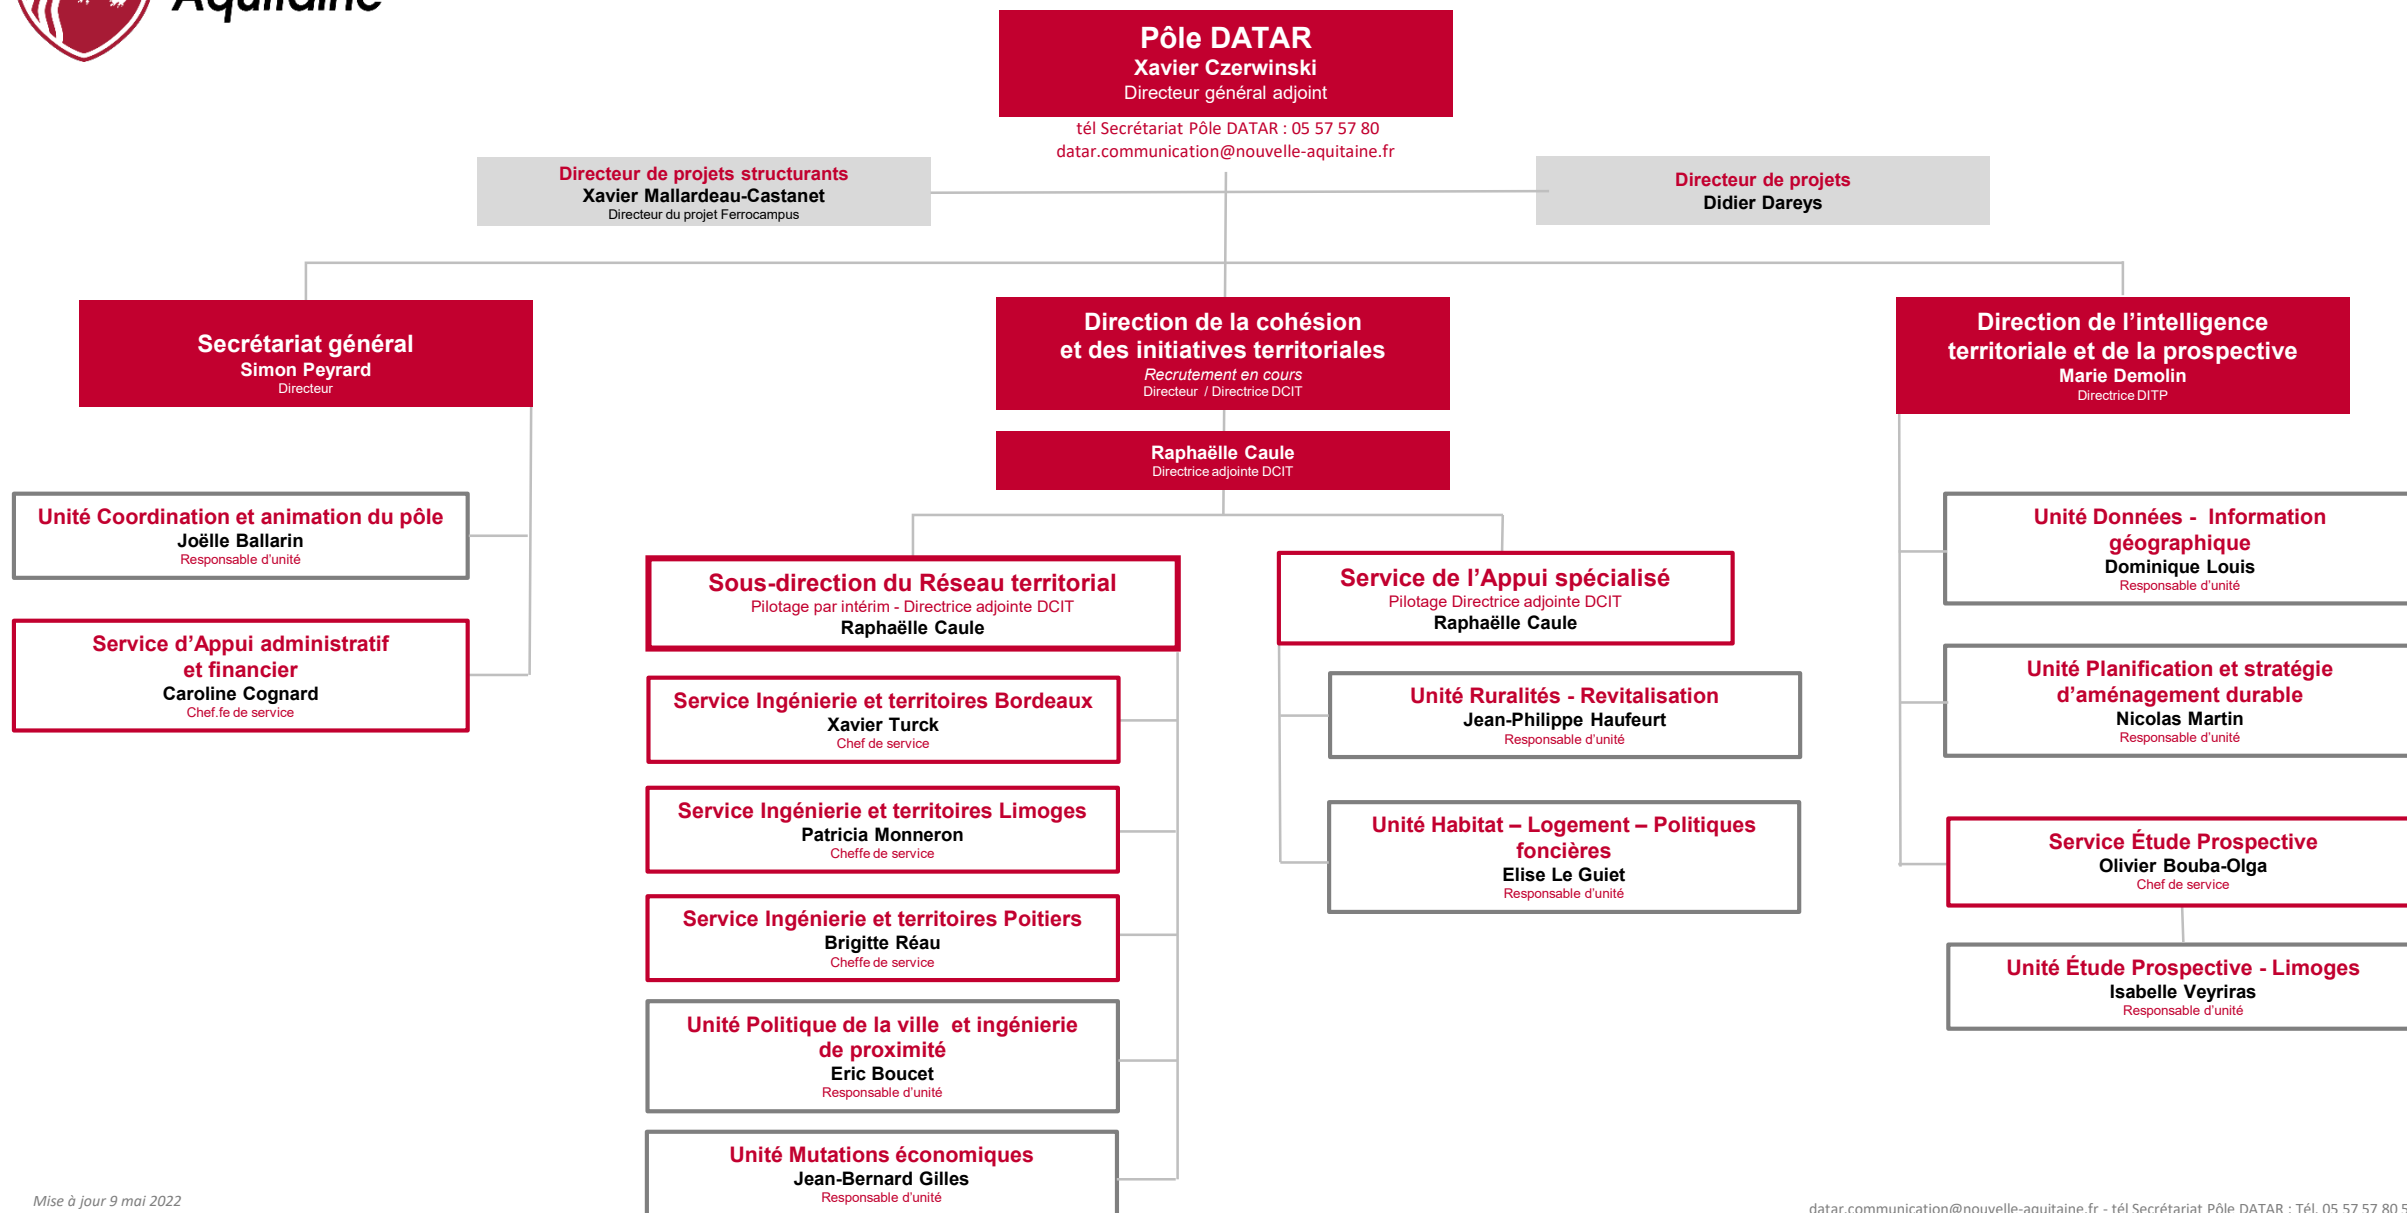 Aquitaine
Pôle DATAR
Xavier Czerwinski
Directeur général adjoint
tél Secrétariat Pôle DATAR : 05 57 57 80
datar.communication@nouvelle-aquitaine.fr
Directeur de projets structurants
Xavier Mallardeau-Castanet
Directeur du projet Ferrocampus
Directeur de projets
Didier Dareys
Secrétariat général
Simon Peyrard
Directeur
Direction de la cohésion
et des initiatives territoriales
Recrutement en cours
Directeur / Directrice DCIT
Direction de l'intelligence
territoriale et de la prospective
Marie Demolin
Directrice DITP
Raphaëlle Caule
Directrice adjointe DCIT
Unité Coordination et animation du pôle
Joëlle Ballarin
Responsable d'unité
Service d'Appui administratif
et financier
Caroline Cognard
Chef.fe de service
Sous-direction du Réseau territorial
Pilotage par intérim - Directrice adjointe DCIT
Raphaëlle Caule
Service Ingénierie et territoires Bordeaux
Xavier Turck
Chef de service
Service Ingénierie et territoires Limoges
Patricia Monneron
Cheffe de service
Service Ingénierie et territoires Poitiers
Brigitte Réau
Cheffe de service
Unité Politique de la ville et ingénierie
de proximité
Eric Boucet
Responsable d'unité
Unité Mutations économiques
Jean-Bernard Gilles
Responsable d'unité
Service de l'Appui spécialisé
Pilotage Directrice adjointe DCIT
Raphaëlle Caule
Unité Ruralités - Revitalisation
Jean-Philippe Haufeurt
Responsable d'unité
Unité Habitat – Logement – Politiques
foncières
Elise Le Guiet
Responsable d'unité
Unité Données - Information
géographique
Dominique Louis
Responsable d'unité
Unité Planification et stratégie
d'aménagement durable
Nicolas Martin
Responsable d'unité
Service Étude Prospective
Olivier Bouba-Olga
Chef de service
Unité Étude Prospective - Limoges
Isabelle Veyriras
Responsable d'unité
Mise à jour 9 mai 2022
datar.communication@nouvelle-aquitaine.fr - tél Secrétariat Pôle DATAR : Tél. 05 57 57 80